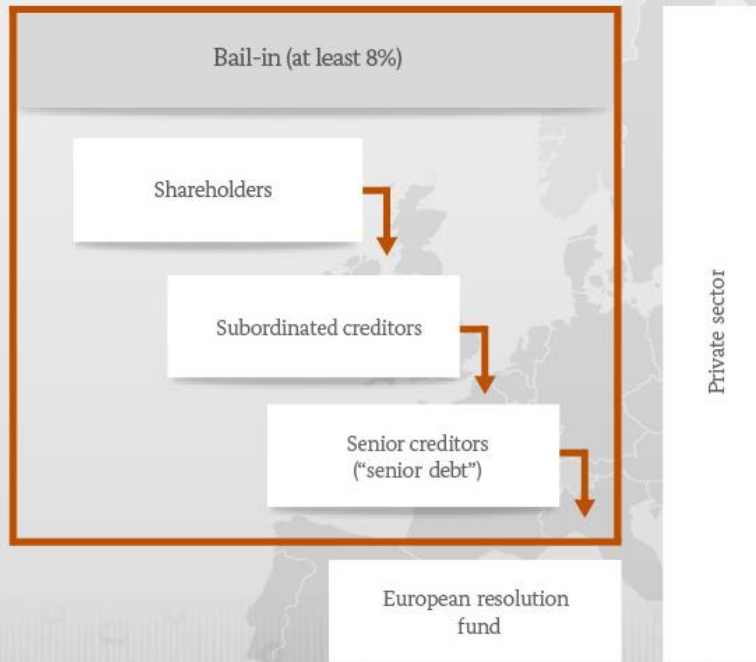 Bail-in (at least 8%)
Shareholders
Subordinated creditors
Senior creditors
(“senior debt”)
European resolution
fund
Private sector